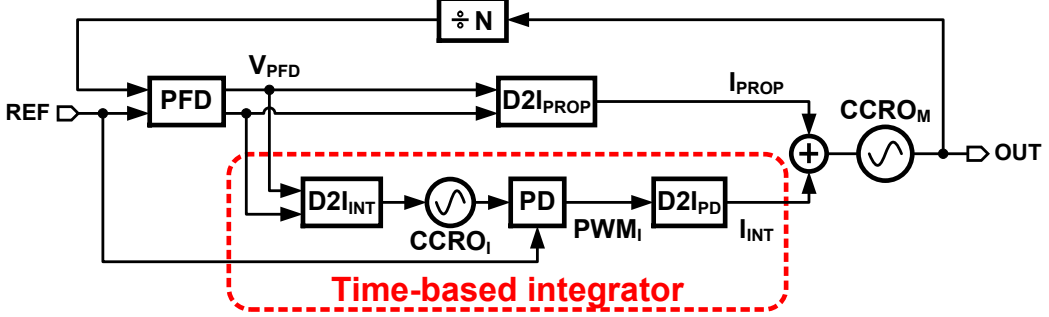 ÷ N
V_PFD
I_PROP
REF
PFD
D2I_PROP
CCRO_M
+
OUT
D2I_INT
PD
D2I_PD
CCRO_I
PWM_I
I_INT
Time-based integrator